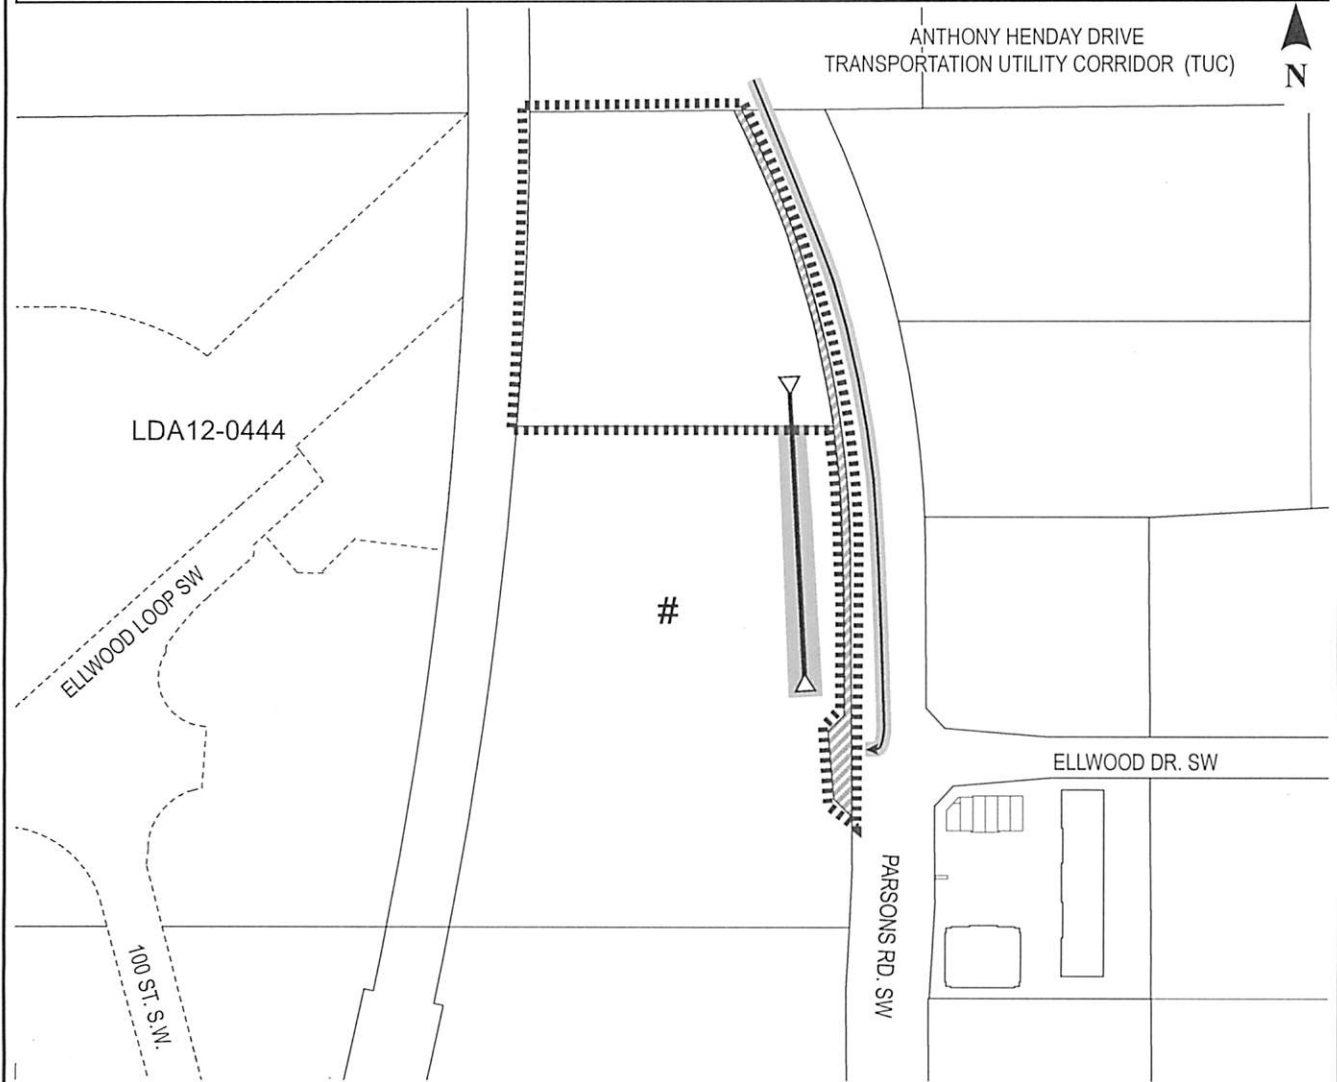 ANTHONY HENDAY DRIVE
TRANSPORTATION UTILITY CORRIDOR (TUC)
N
LDA12-0444
ELLWOOD LOOP SW
#
ELLWOOD DR. SW
PARSONS RD. SW
100 ST. S.W.